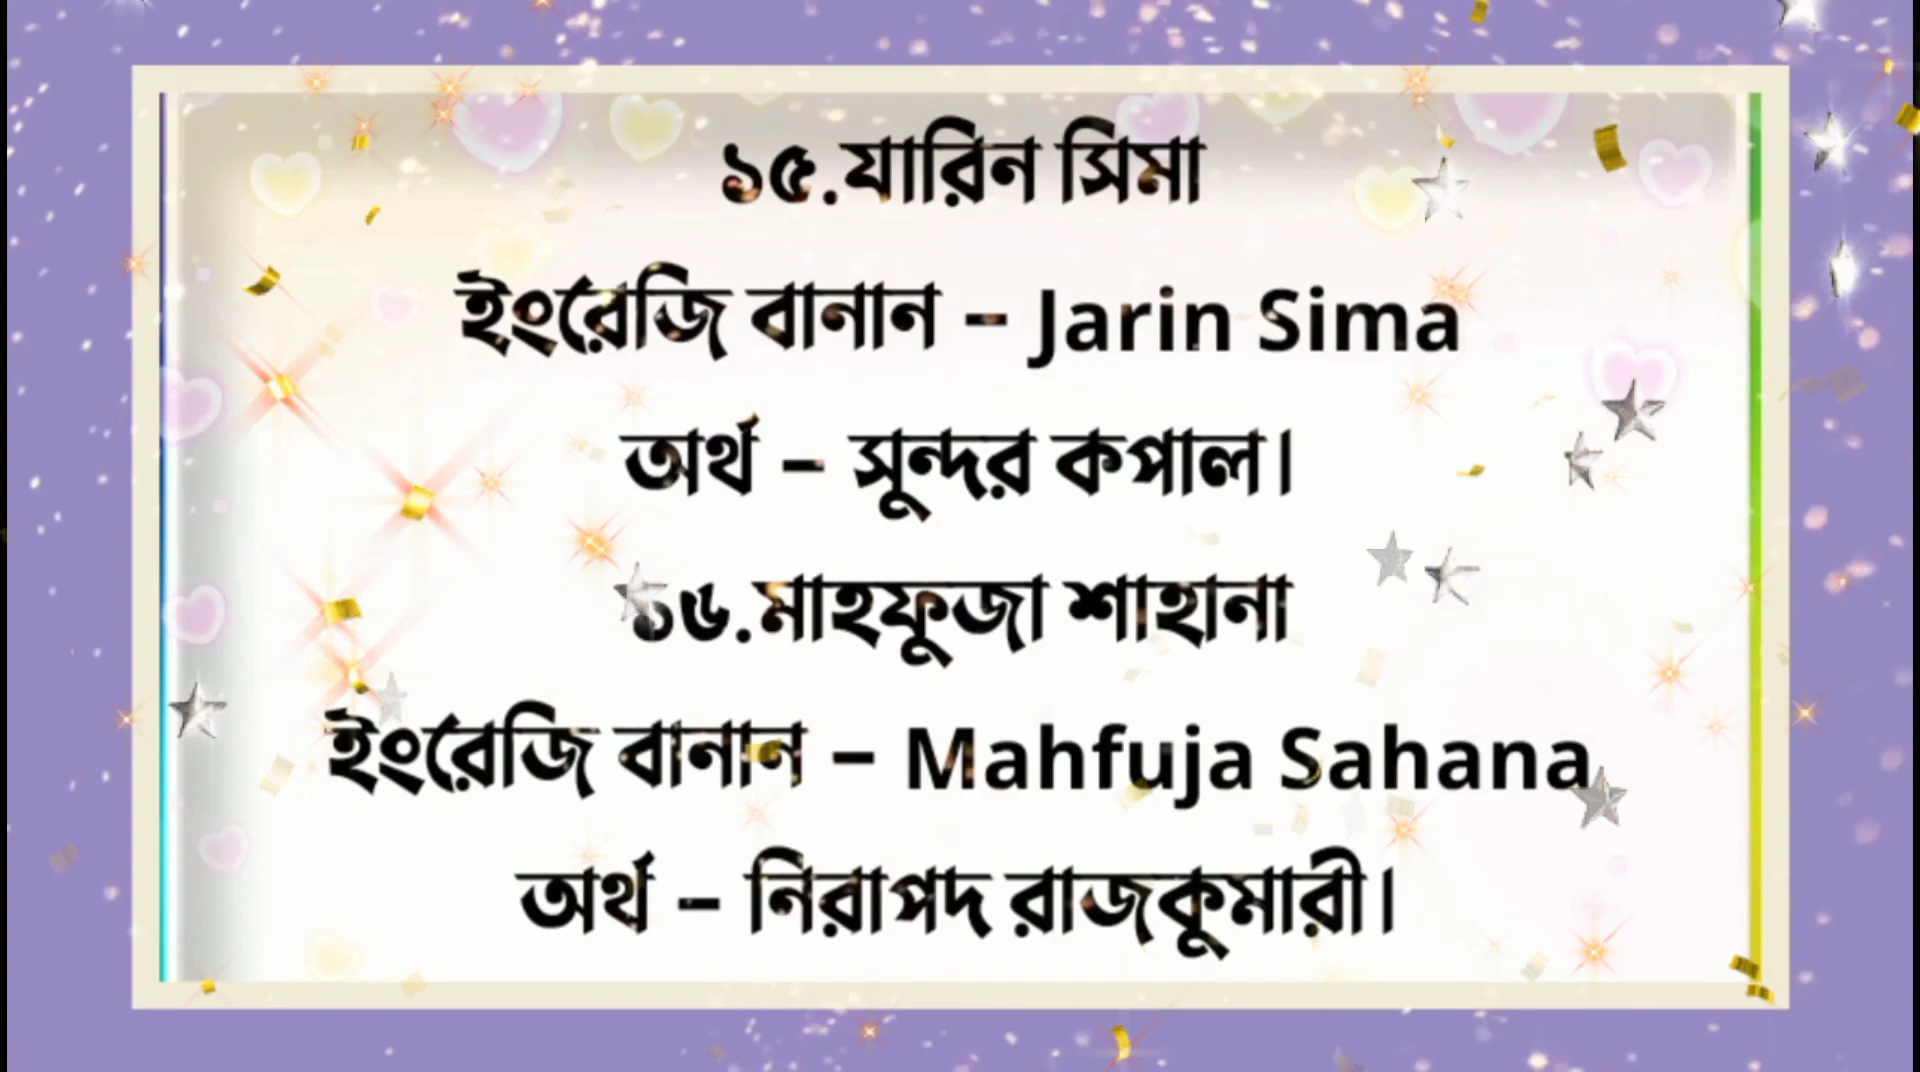 ১৫.যারিন সিমা
ইংরেজি বানান – Jarin Sima
অর্থ – সুন্দর কপাল।
১৬.মাহফুজা শাহানা
ইংরেজি বানান – Mahfuja Sahana
অর্থ – নিরাপদ রাজকুমারী।